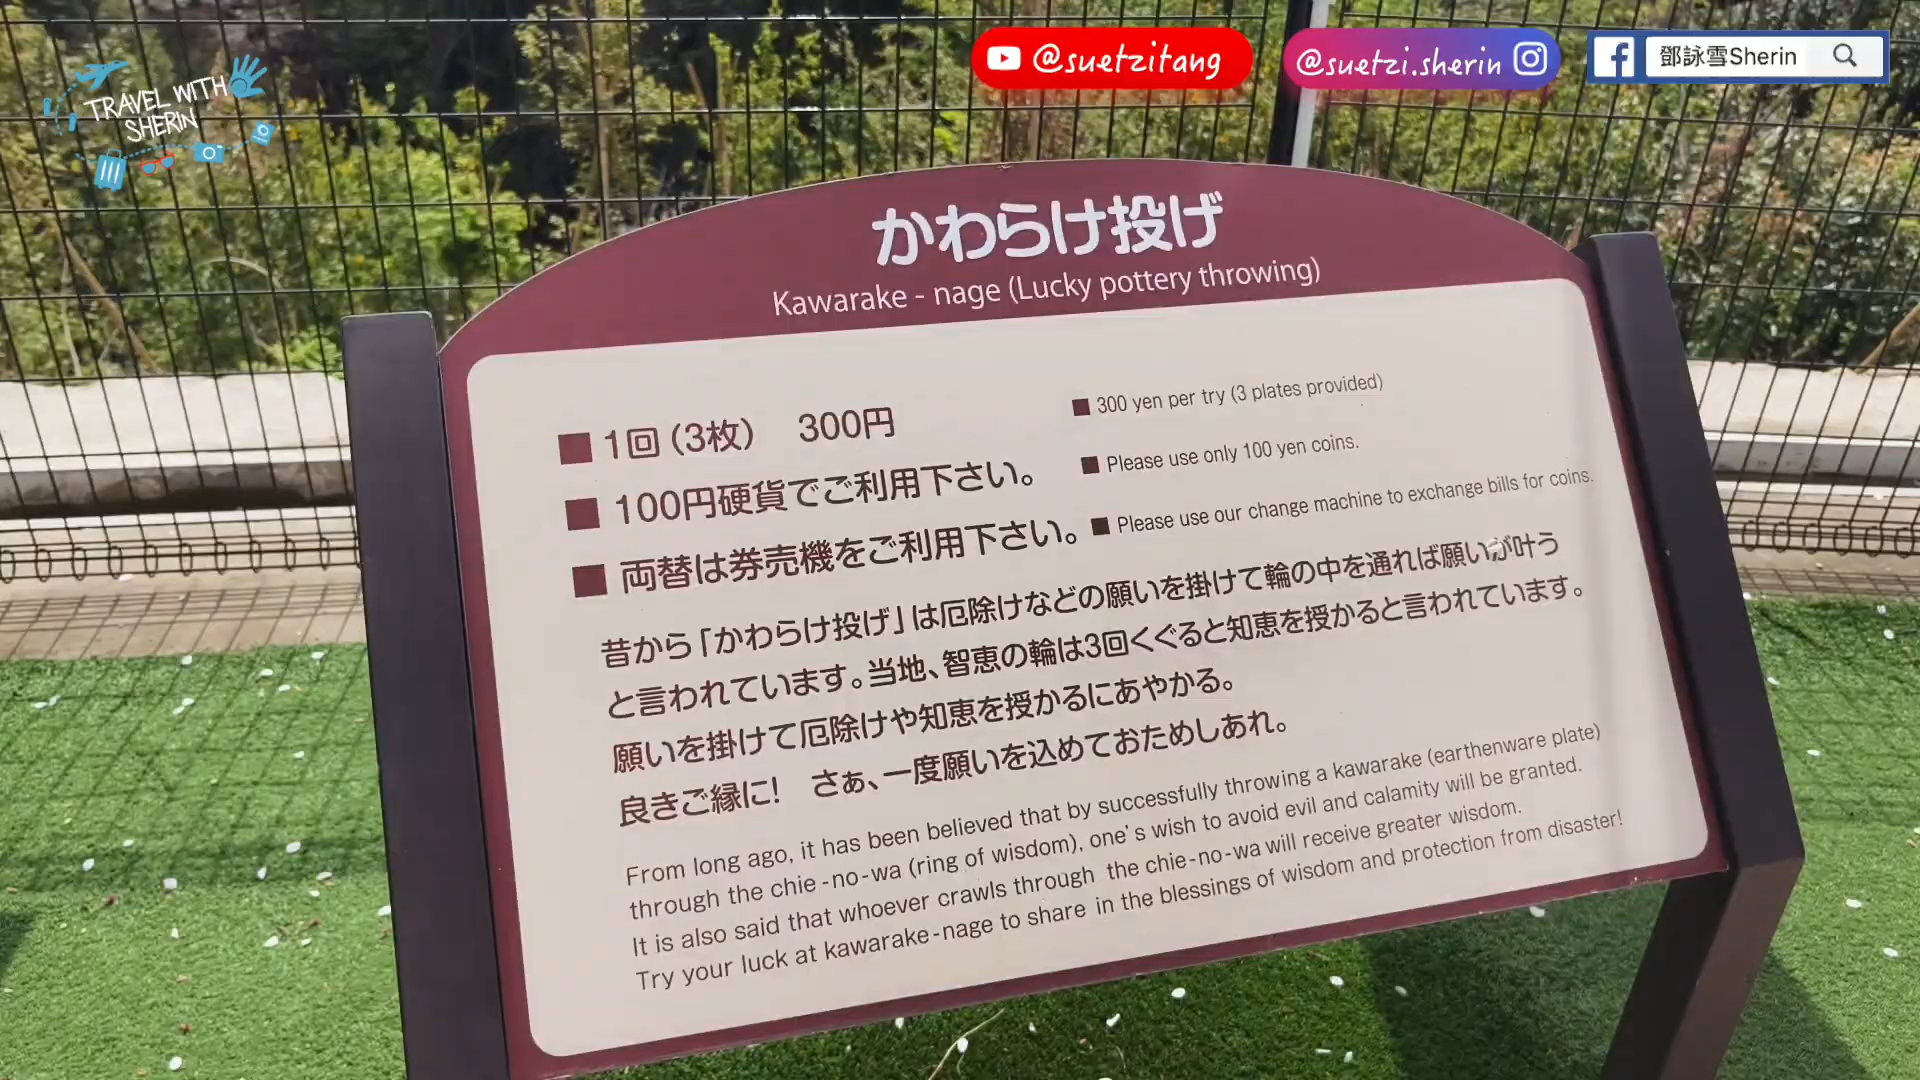 TRAVEL WITH
SHERIN
@suetzitang
@suetzi.sherin
鄧詠雪Sherin
かわらけ投げ
Kawarake - nage (Lucky pottery throwing)
■ 1回（3枚）　300円
■ 100円硬貨でご利用下さい。
■ 両替は券売機をご利用下さい。
■ 300 yen per try (3 plates provided)
■ Please use only 100 yen coins.
■ Please use our change machine to exchange bills for coins.
昔から「かわらけ投げ」は厄除けなどの願いを掛けて輪の中を通れば願いが叶う
と言われています。当地、智恵の輪は3回くぐると知恵を授かると言われています。
願いを掛けて厄除けや知恵を授かるにあやかる。
良きご縁に！　さぁ、一度願いを込めておためしあれ。
From long ago, it has been believed that by successfully throwing a kawarake (earthenware plate)
through the chie-no-wa (ring of wisdom), one's wish to avoid evil and calamity will be granted.
It is also said that whoever crawls through the chie-no-wa will receive greater wisdom.
Try your luck at kawarake-nage to share in the blessings of wisdom and protection from disaster!